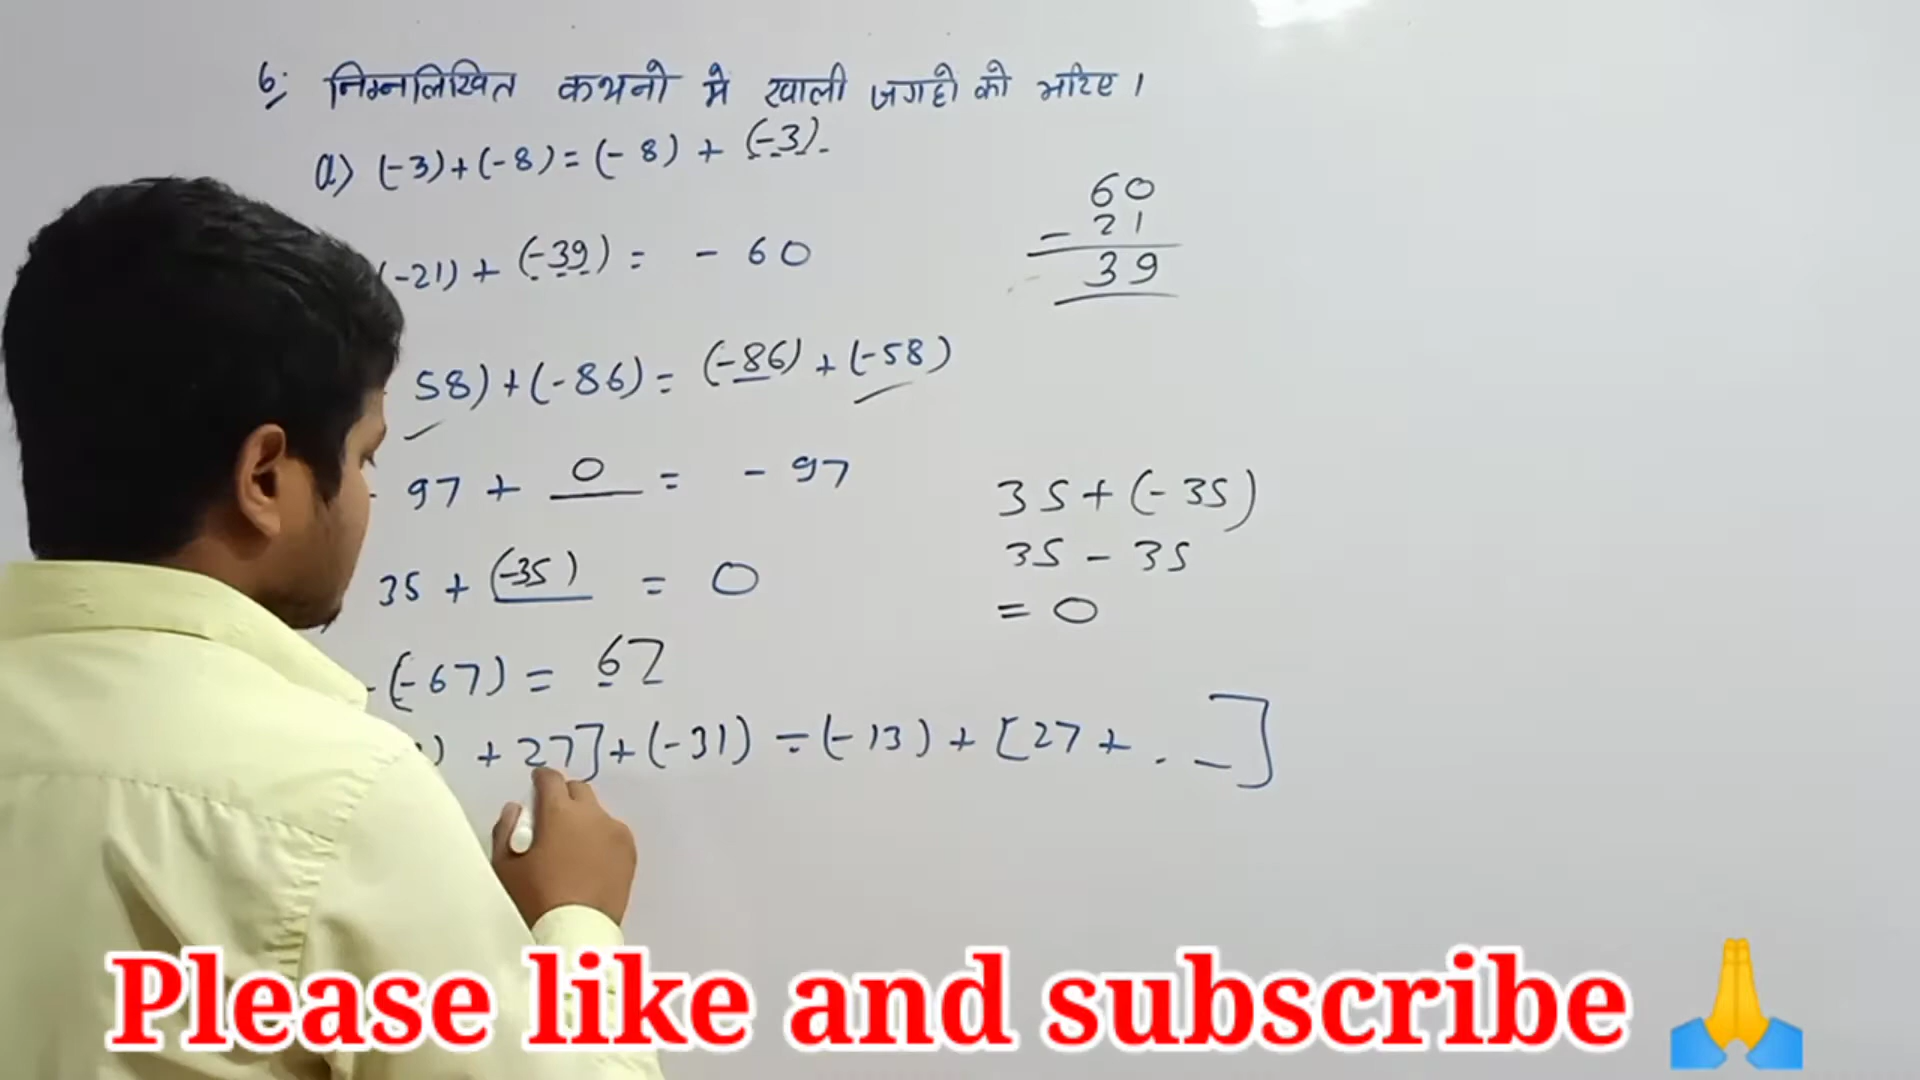 6. निम्नलिखित कथनो मे खाली जगहो को भरिए ।
a) (-3)+(-8)=(-8) + (-3).
(-21) + (-39) = - 60
58)+(-86)= (-86) + (-58)
- 97 + 0 = - 97
35 + (-35) = 0
- (-67) = 67
) + 27]+(-31) = (-13) + [27 + . _]
60
- 21
39
35+(-35)
35 - 35
= 0
Please like and subscribe 🙏